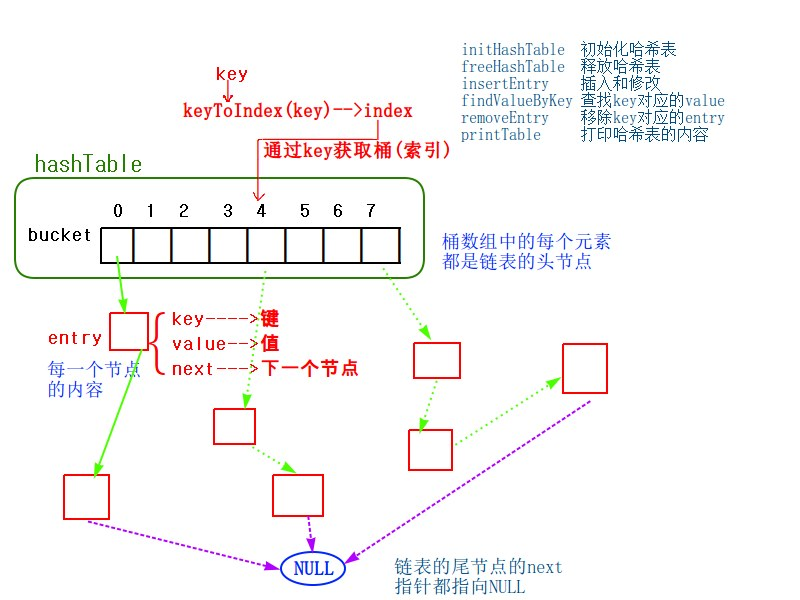 initHashTable 初始化哈希表
freeHashTable 释放哈希表
insertEntry 插入和修改
findValueByKey 查找key对应的value
removeEntry 移除key对应的entry
printTable 打印哈希表的内容
key
keyToIndex(key)-->index
通过key获取桶(索引)
hashTable
0 1 2 3 4 5 6 7
bucket
桶数组中的每个元素
都是链表的头节点
entry
key---->键
value-->值
next--->下一个节点
每一个节点
的内容
NULL
链表的尾节点的next
指针都指向NULL